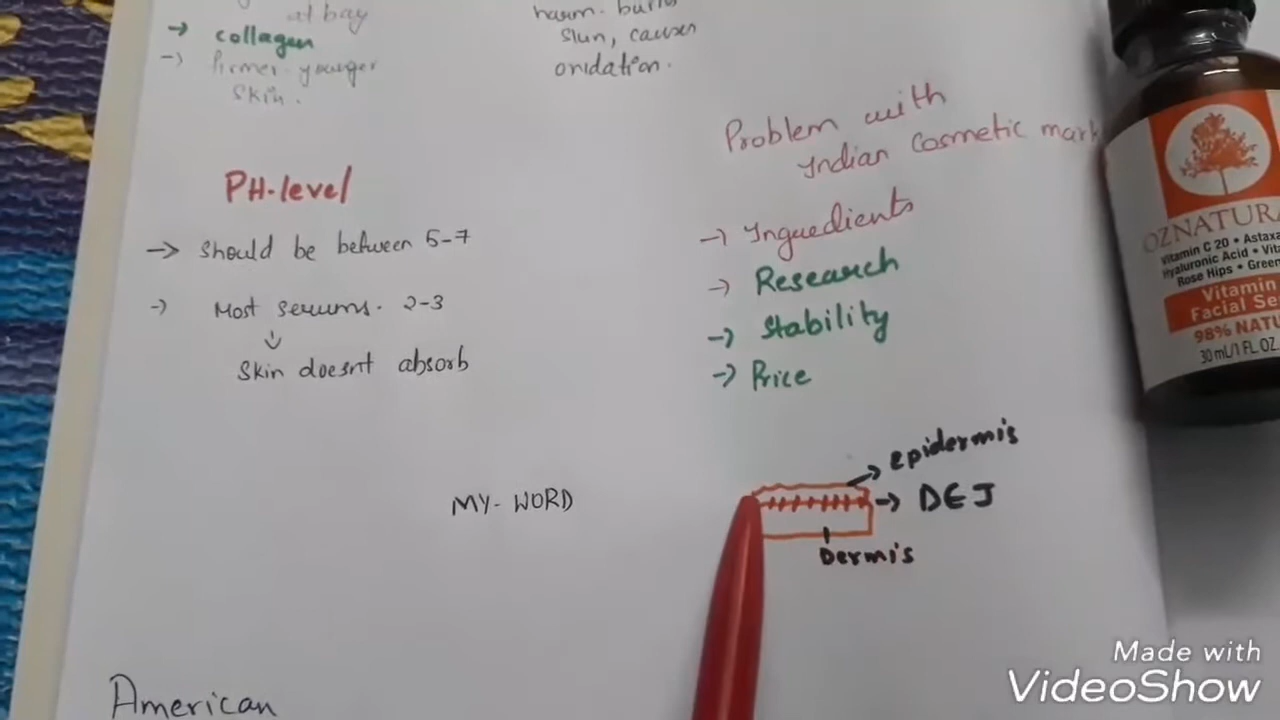 at bay
→ collagen
→ firmer younger
skin.
harm. burns
skin, causes
oxidation.
PH-level
→ should be between 5-7
→ Most serums. 2-3
↓
Skin doesn't absorb
Problem with
Indian Cosmetic mark
→ Ingredients
→ Research
→ Stability
→ Price
→ epidermis
→ DEJ
Dermis
MY-WORD
American
OZNATURA
Vitamin C 20 • Astaxa
Hyaluronic Acid • Vita
Rose Hips • Green
Vitamin
Facial Se
98% NATU
30 mL/1 FL OZ.
Made with
VideoShow